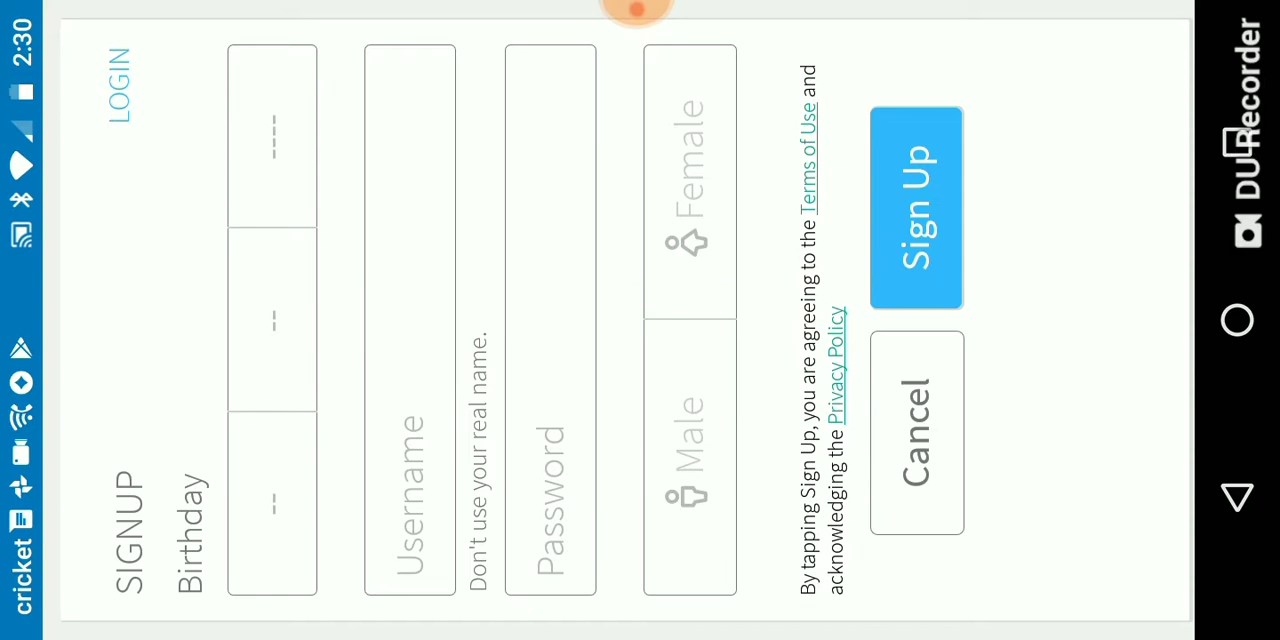 cricket 2:30
SIGNUP LOGIN
Birthday
-- -- ----
Username
Don't use your real name.
Password
Male Female
By tapping Sign Up, you are agreeing to the Terms of Use and
acknowledging the Privacy Policy
Cancel Sign Up
DU Recorder